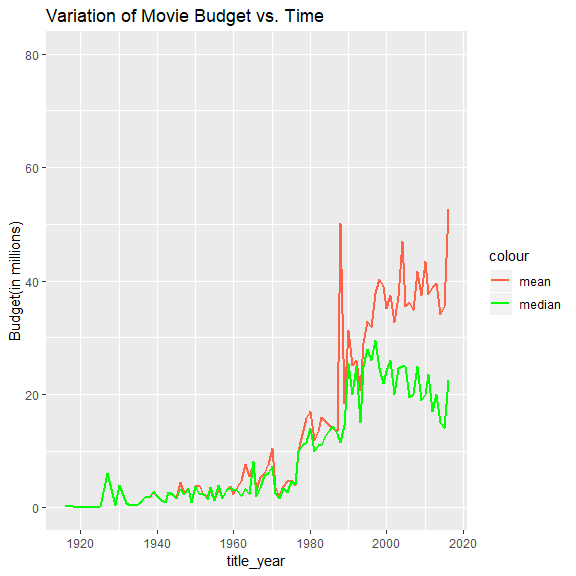 Variation of Movie Budget vs. Time
80
60
40
20
0
Budget(in millions)
1920 1940 1960 1980 2000 2020
title_year
colour
mean
median